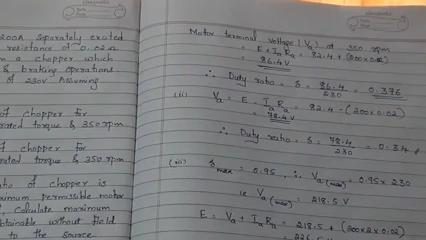 200A separately excited
resistance of 0.02Ω
m a chopper which
& braking operations
of 230V Assuming
of chopper for
rated torque & 350 rpm.
of chopper for
rated torque & 350 rpm
ratio of chopper is
maximum permissible motor
calculate maximum
obtainable without field
to the source
Motor terminal voltage (Va) at 350 rpm
= E + Ia Ra = 82.4 + (200×0.02)
= 86.4V
∴ Duty ratio = δ = 86.4/230 = 0.376
(ii) Va = E - Ia Ra = 82.4 - (200×0.02)
= 78.4V
∴ Duty ratio = δ = 78.4/230 = 0.34
(iii) δmax = 0.95, ∴ Va(max) = 0.95 × 230
ie Va(max) = 218.5 V
E = Va + Ia Ra = 218.5 + (200×2×0.02)